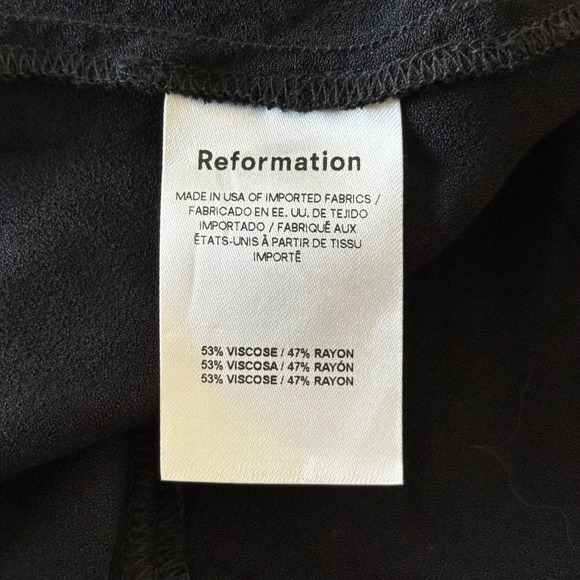 Reformation
MADE IN USA OF IMPORTED FABRICS /
FABRICADO EN EE. UU. DE TEJIDO
IMPORTADO / FABRIQUÉ AUX
ÉTATS-UNIS À PARTIR DE TISSU
IMPORTÉ
53% VISCOSE / 47% RAYON
53% VISCOSA / 47% RAYÓN
53% VISCOSE / 47% RAYON